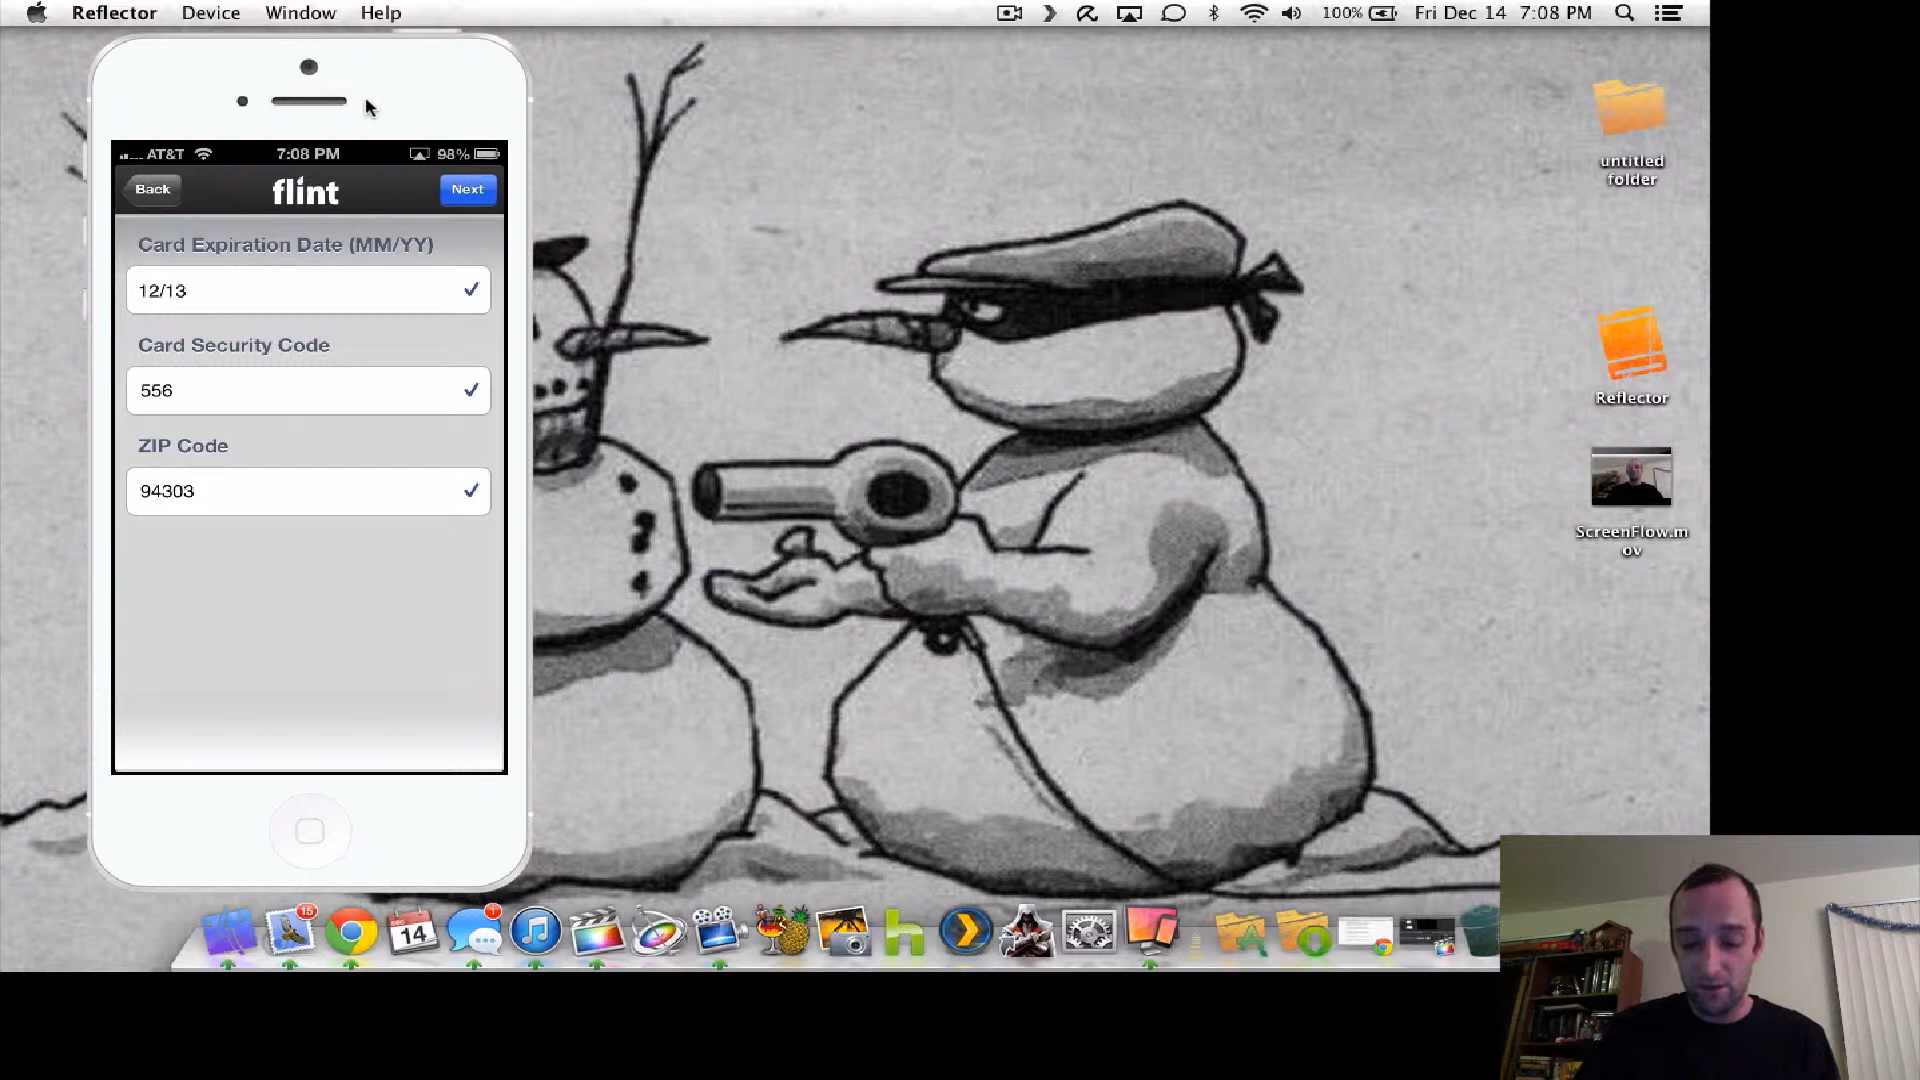 Reflector Device Window Help 100% Fri Dec 14 7:08 PM
AT&T 7:08 PM 98%
Back flint Next
Card Expiration Date (MM/YY)
12/13
Card Security Code
556
ZIP Code
94303
untitled
folder
Reflector
ScreenFlow.m
ov
15
14
1
h